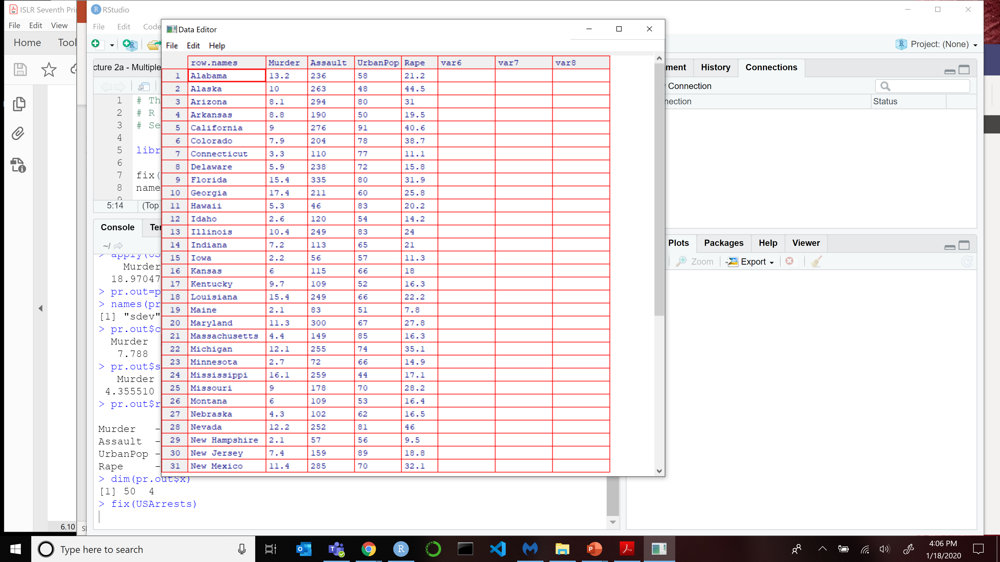 ISLR Seventh Pri
File Edit View
Home Tool
6.10
RStudio
File Edit Code
Project: (None)
cture 2a - Multiple
1 # Th
2 # R
3 # Se
4
5 libr
6
7 fix(
8 name
5:14 (Top
Console Ter
~/
Murder
18.97047
> pr.out=p
> names(pr
[1] "sdev"
> pr.out$c
Murder
7.788
> pr.out$s
Murder
4.355510
> pr.out$r
Murder -
Assault -
UrbanPop -
Rape -
> dim(pr.out$x)
[1] 50 4
> fix(USArrests)
Data Editor
File Edit Help
row.names Murder Assault UrbanPop Rape var6 var7 var8
1 Alabama 13.2 236 58 21.2
2 Alaska 10 263 48 44.5
3 Arizona 8.1 294 80 31
4 Arkansas 8.8 190 50 19.5
5 California 9 276 91 40.6
6 Colorado 7.9 204 78 38.7
7 Connecticut 3.3 110 77 11.1
8 Delaware 5.9 238 72 15.8
9 Florida 15.4 335 80 31.9
10 Georgia 17.4 211 60 25.8
11 Hawaii 5.3 46 83 20.2
12 Idaho 2.6 120 54 14.2
13 Illinois 10.4 249 83 24
14 Indiana 7.2 113 65 21
15 Iowa 2.2 56 57 11.3
16 Kansas 6 115 66 18
17 Kentucky 9.7 109 52 16.3
18 Louisiana 15.4 249 66 22.2
19 Maine 2.1 83 51 7.8
20 Maryland 11.3 300 67 27.8
21 Massachusetts 4.4 149 85 16.3
22 Michigan 12.1 255 74 35.1
23 Minnesota 2.7 72 66 14.9
24 Mississippi 16.1 259 44 17.1
25 Missouri 9 178 70 28.2
26 Montana 6 109 53 16.4
27 Nebraska 4.3 102 62 16.5
28 Nevada 12.2 252 81 46
29 New Hampshire 2.1 57 56 9.5
30 New Jersey 7.4 159 89 18.8
31 New Mexico 11.4 285 70 32.1
ment History Connections
Connection
nection Status
Plots Packages Help Viewer
Zoom Export
Type here to search
4:06 PM
1/18/2020